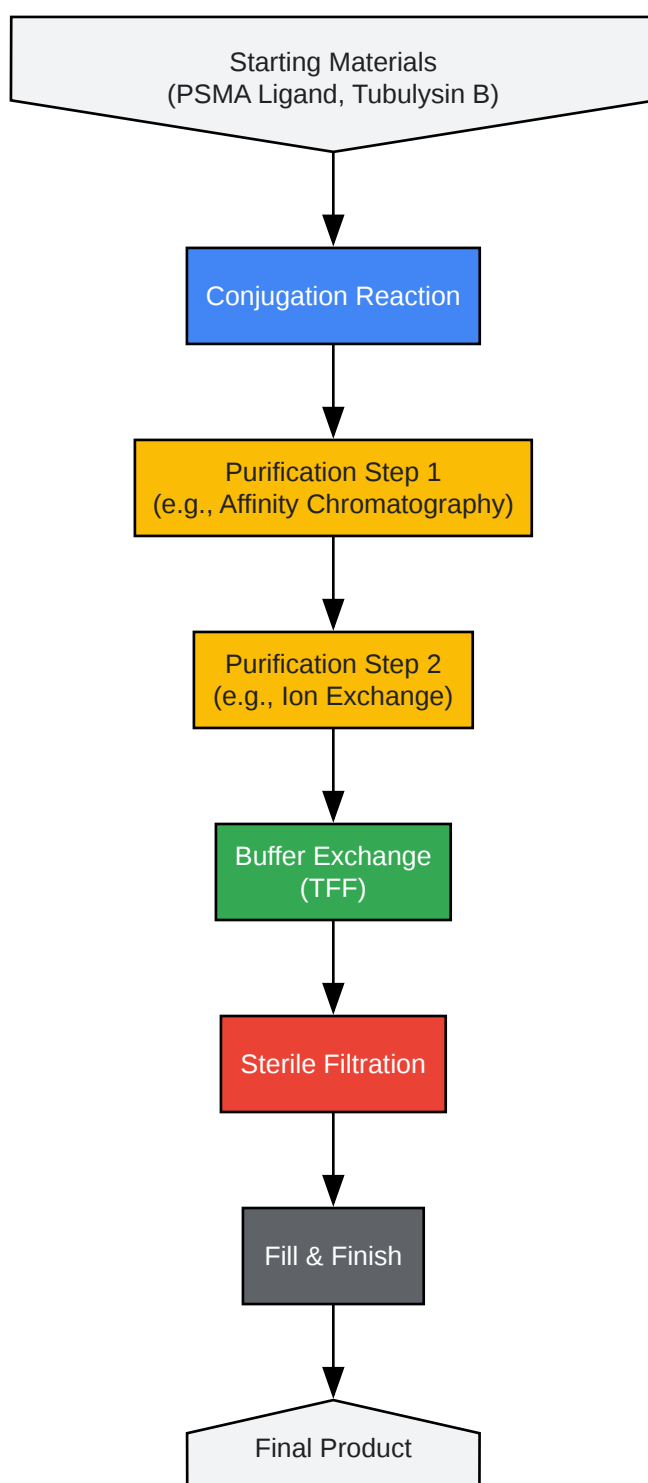 Starting Materials
(PSMA Ligand, Tubulysin B)
Conjugation Reaction
Purification Step 1
(e.g., Affinity Chromatography)
Purification Step 2
(e.g., Ion Exchange)
Buffer Exchange
(TFF)
Sterile Filtration
Fill & Finish
Final Product